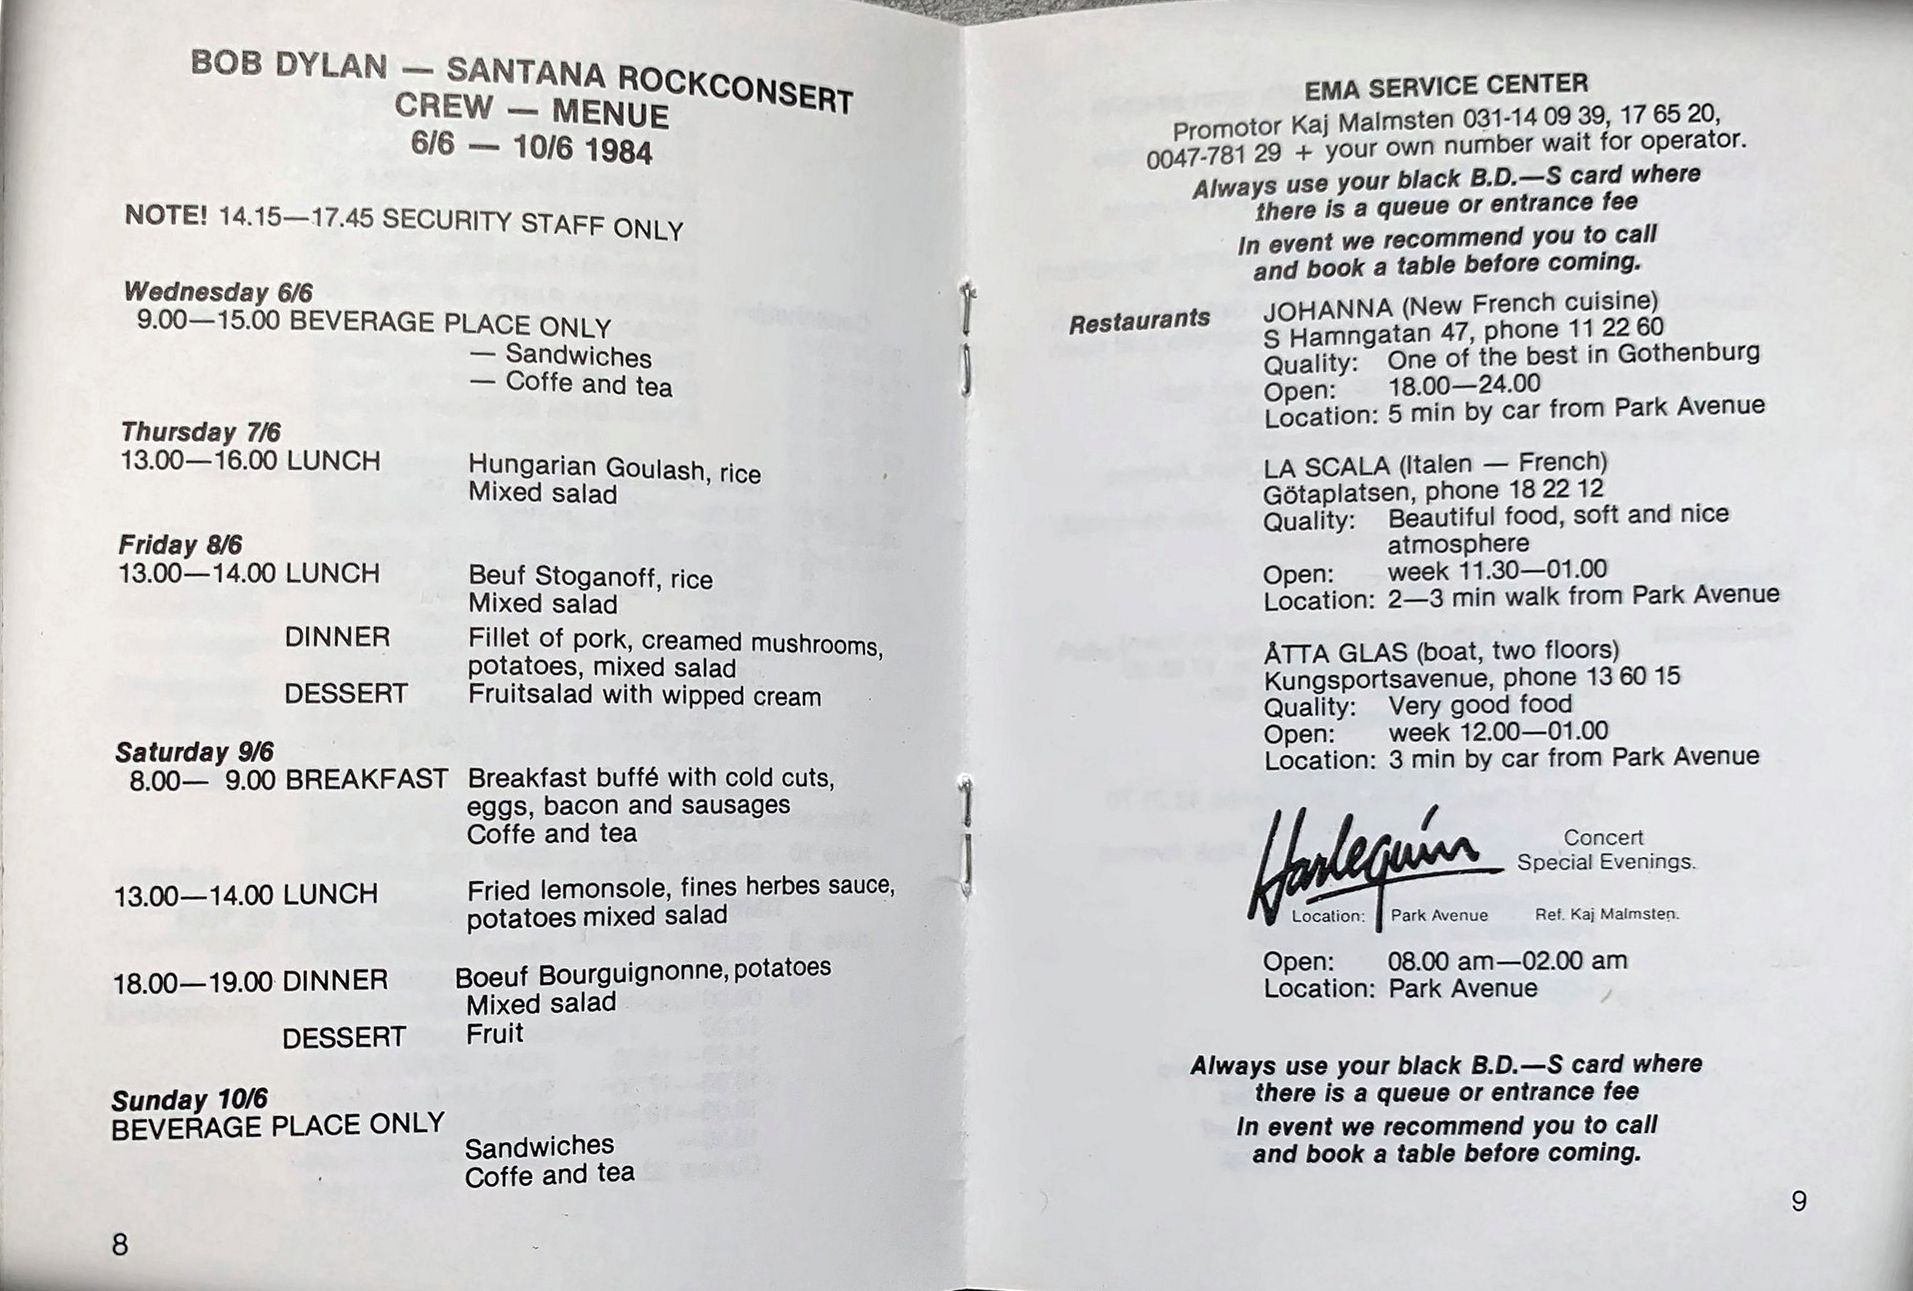 BOB DYLAN — SANTANA ROCKCONSERT
CREW — MENUE
6/6 — 10/6 1984
NOTE! 14.15—17.45 SECURITY STAFF ONLY
Wednesday 6/6
9.00—15.00 BEVERAGE PLACE ONLY
— Sandwiches
— Coffe and tea
Thursday 7/6
13.00—16.00 LUNCH Hungarian Goulash, rice
Mixed salad
Friday 8/6
13.00—14.00 LUNCH Beuf Stoganoff, rice
Mixed salad
DINNER Fillet of pork, creamed mushrooms,
potatoes, mixed salad
DESSERT Fruitsalad with wipped cream
Saturday 9/6
8.00— 9.00 BREAKFAST Breakfast buffé with cold cuts,
eggs, bacon and sausages
Coffe and tea
13.00—14.00 LUNCH Fried lemonsole, fines herbes sauce,
potatoes mixed salad
18.00—19.00 DINNER Boeuf Bourguignonne, potatoes
Mixed salad
DESSERT Fruit
Sunday 10/6
BEVERAGE PLACE ONLY
Sandwiches
Coffe and tea
8
EMA SERVICE CENTER
Promotor Kaj Malmsten 031-14 09 39, 17 65 20,
0047-781 29 + your own number wait for operator.
Always use your black B.D.—S card where
there is a queue or entrance fee
In event we recommend you to call
and book a table before coming.
Restaurants JOHANNA (New French cuisine)
S Hamngatan 47, phone 11 22 60
Quality: One of the best in Gothenburg
Open: 18.00—24.00
Location: 5 min by car from Park Avenue
LA SCALA (Italen — French)
Götaplatsen, phone 18 22 12
Quality: Beautiful food, soft and nice
atmosphere
Open: week 11.30—01.00
Location: 2—3 min walk from Park Avenue
ÅTTA GLAS (boat, two floors)
Kungsportsavenue, phone 13 60 15
Quality: Very good food
Open: week 12.00—01.00
Location: 3 min by car from Park Avenue
Harlequin Concert
Special Evenings.
Location: Park Avenue Ref. Kaj Malmsten.
Open: 08.00 am—02.00 am
Location: Park Avenue
Always use your black B.D.—S card where
there is a queue or entrance fee
In event we recommend you to call
and book a table before coming.
9